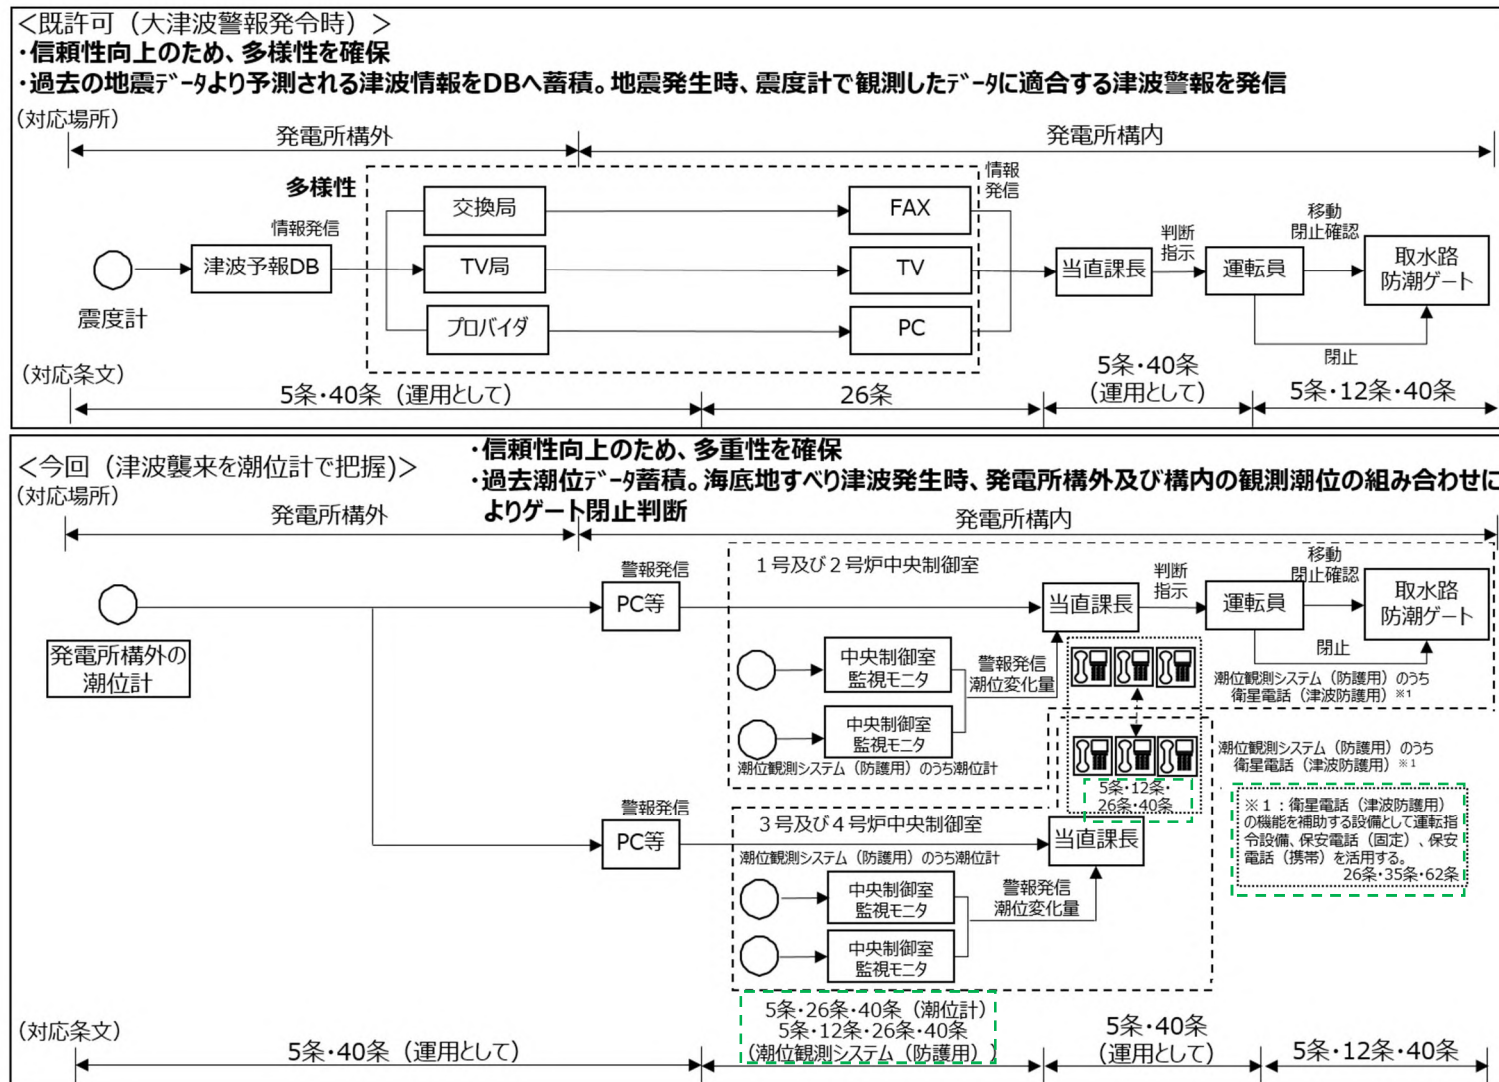 <既許可（大津波警報発令時）>
・信頼性向上のため、多様性を確保
・過去の地震ﾃﾞｰﾀより予測される津波情報をDBへ蓄積。地震発生時、震度計で観測したﾃﾞｰﾀに適合する津波警報を発信
(対応場所)
発電所構外
発電所構内
多様性
情報発信
情報
発信
交換局
FAX
震度計
津波予報DB
TV局
TV
プロバイダ
PC
当直課長
判断
指示
運転員
移動
閉止確認
取水路
防潮ゲート
閉止
(対応条文)
5条・40条（運用として）
26条
5条・40条
(運用として)
5条・12条・40条
<今回（津波襲来を潮位計で把握)>
・信頼性向上のため、多重性を確保
・過去潮位ﾃﾞｰﾀ蓄積。海底地すべり津波発生時、発電所構外及び構内の観測潮位の組み合わせに
よりゲート閉止判断
(対応場所)
発電所構外
発電所構内
発電所構外の
潮位計
警報発信
PC等
１号及び２号炉中央制御室
当直課長
判断
指示
運転員
移動
閉止確認
取水路
防潮ゲート
閉止
中央制御室
監視モニタ
中央制御室
監視モニタ
警報発信
潮位変化量
潮位観測システム（防護用）のうち潮位計
潮位観測システム（防護用）のうち
衛星電話（津波防護用）※1
潮位観測システム（防護用）のうち
衛星電話（津波防護用）※1
5条・12条・
26条・40条
警報発信
PC等
３号及び４号炉中央制御室
当直課長
潮位観測システム（防護用）のうち潮位計
中央制御室
監視モニタ
中央制御室
監視モニタ
警報発信
潮位変化量
※１：衛星電話（津波防護用）
の機能を補助する設備として運転指
令設備、保安電話（固定）、保安
電話（携帯）を活用する。
26条・35条・62条
(対応条文)
5条・40条（運用として）
5条・26条・40条（潮位計）
5条・12条・26条・40条
（潮位観測システム（防護用））
5条・40条
(運用として)
5条・12条・40条